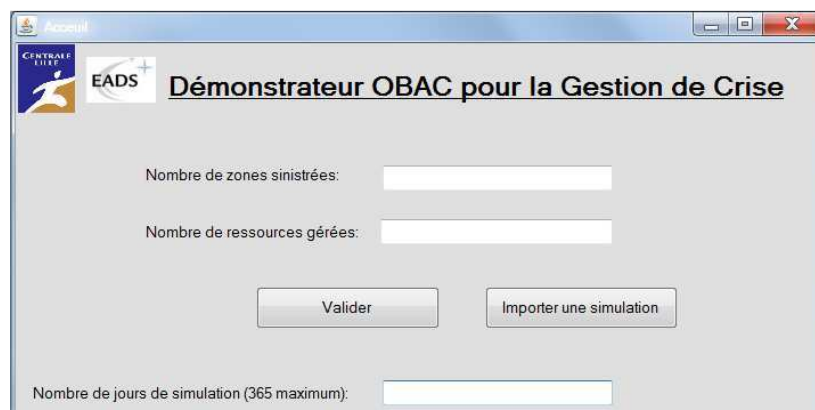 Acceuil
CENTRALE
LILLE
EADS
Démonstrateur OBAC pour la Gestion de Crise
Nombre de zones sinistrées:
Nombre de ressources gérées:
Valider
Importer une simulation
Nombre de jours de simulation (365 maximum):